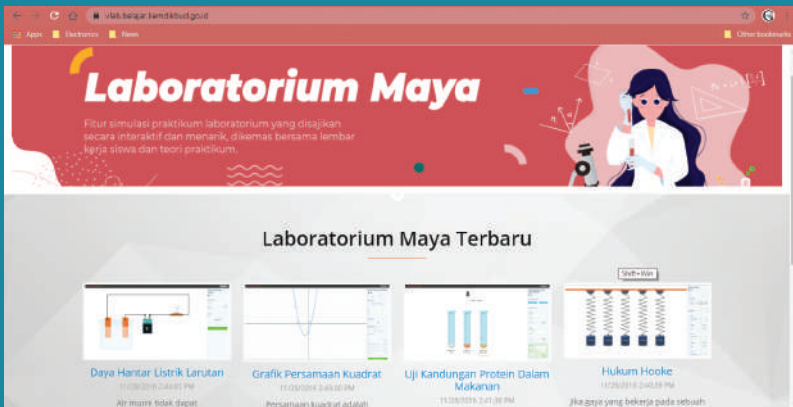 vlab.belajar.kemdikbud.go.id
Apps Electronics News Other bookmarks
Laboratorium Maya
Fitur simulasi praktikum laboratorium yang disajikan
secara interaktif dan menarik, dikemas bersama lembar
kerja siswa dan teori praktikum.
Laboratorium Maya Terbaru
Daya Hantar Listrik Larutan
Air murni tidak dapat
Grafik Persamaan Kuadrat
Persamaan kuadrat adalah
Uji Kandungan Protein Dalam
Makanan
Hukum Hooke
Jika gaya yang bekerja pada sebuah